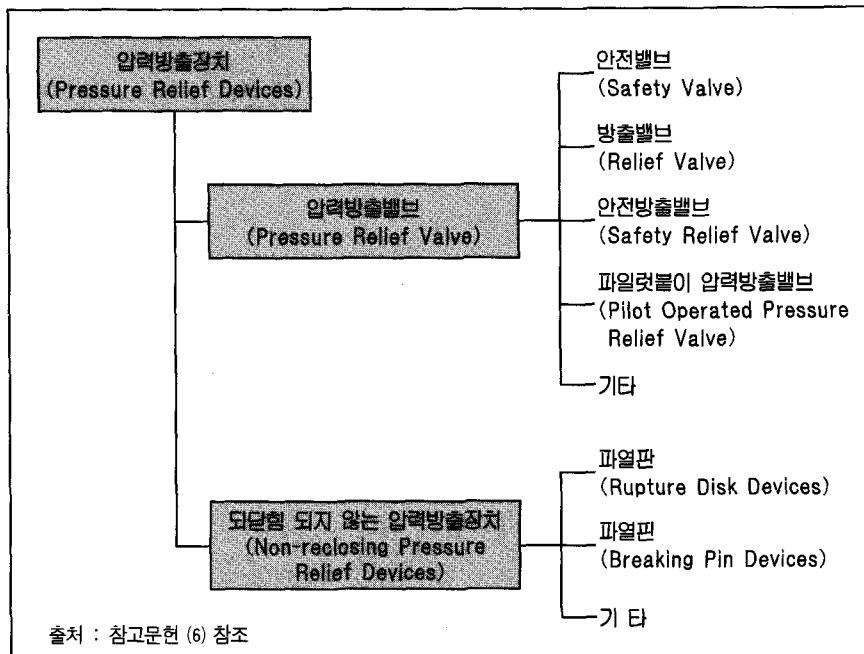 압력방출장치
(Pressure Relief Devices)
안전밸브
(Safety Valve)
방출밸브
(Relief Valve)
압력방출밸브
(Pressure Relief Valve)
안전방출밸브
(Safety Relief Valve)
파일럿붙이 압력방출밸브
(Pilot Operated Pressure
Relief Valve)
기타
되닫힘 되지 않는 압력방출장치
(Non-reclosing Pressure
Relief Devices)
파열판
(Rupture Disk Devices)
파열핀
(Breaking Pin Devices)
기 타
출처 : 참고문헌 (6) 참조